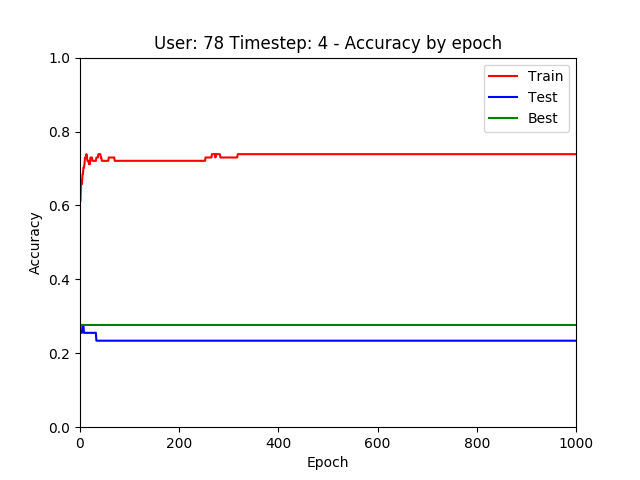 User: 78 Timestep: 4 - Accuracy by epoch
1.0
0.8
0.6
0.4
0.2
0.0
Accuracy
Train
Test
Best
0 200 400 600 800 1000
Epoch